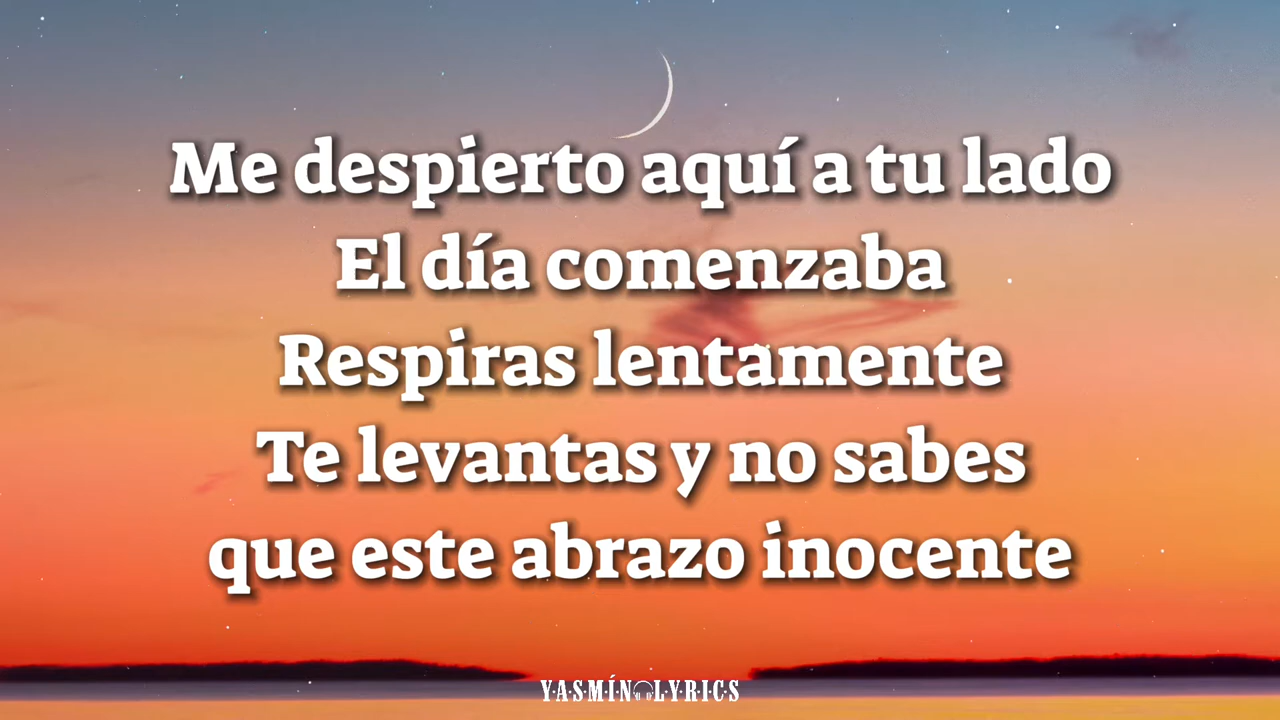 Me despierto aquí a tu lado
El día comenzaba
Respiras lentamente
Te levantas y no sabes
que este abrazo inocente
YASMÍN LYRICS